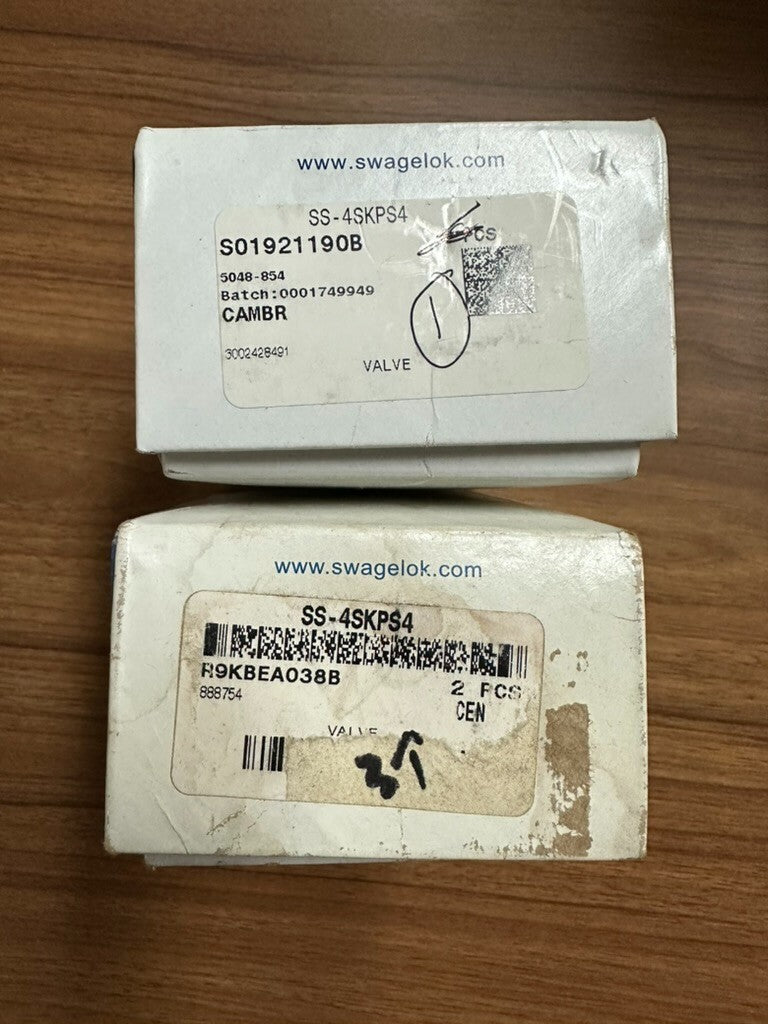 www.swagelok.com
SS-4SKPS4
S01921190B
PCS
5048-854
Batch:0001749949
CAMBR
1
3002428491
VALVE
www.swagelok.com
SS-4SKPS4
R9KBEA038B
888754
2 PCS
CEN
VALVE